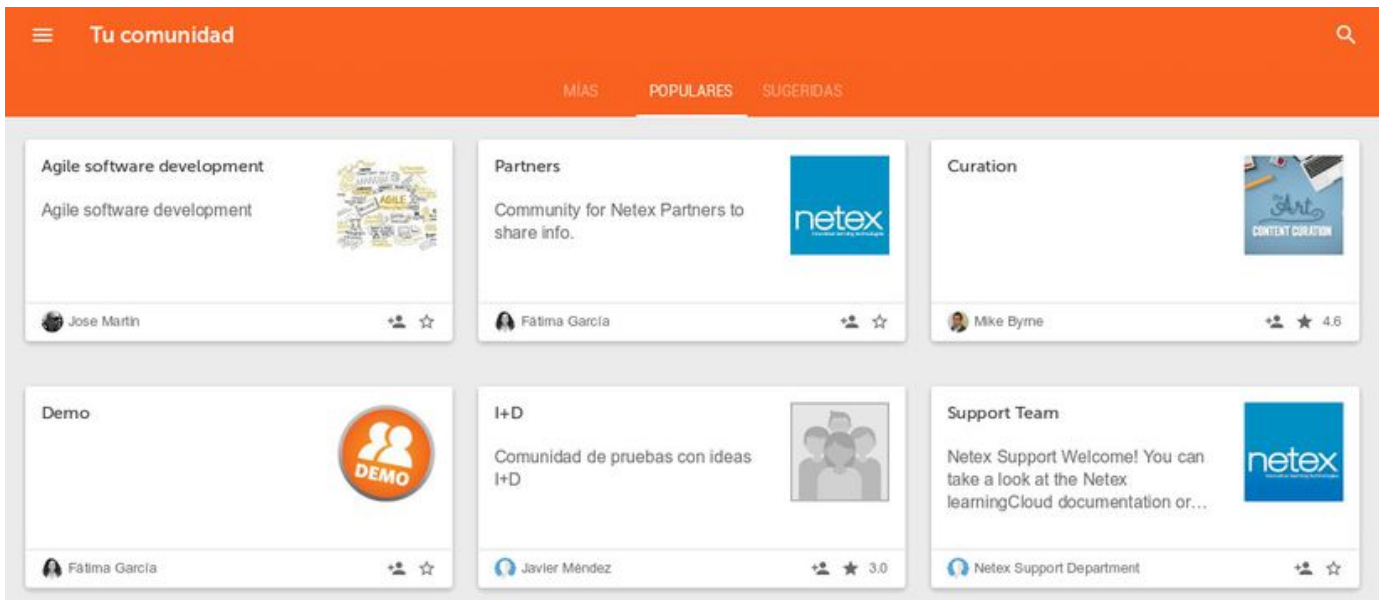 Tu comunidad
MÍAS
POPULARES
SUGERIDAS
Agile software development
Agile software development
AGILE
Jose Martin
Partners
Community for Netex Partners to
share info.
netex
Fátima García
Curation
the Art
CONTENT CURATION
Mike Byrne
4.6
Demo
DEMO
Fátima García
I+D
Comunidad de pruebas con ideas
I+D
Javier Méndez
3.0
Support Team
Netex Support Welcome! You can
take a look at the Netex
learningCloud documentation or...
netex
Netex Support Department